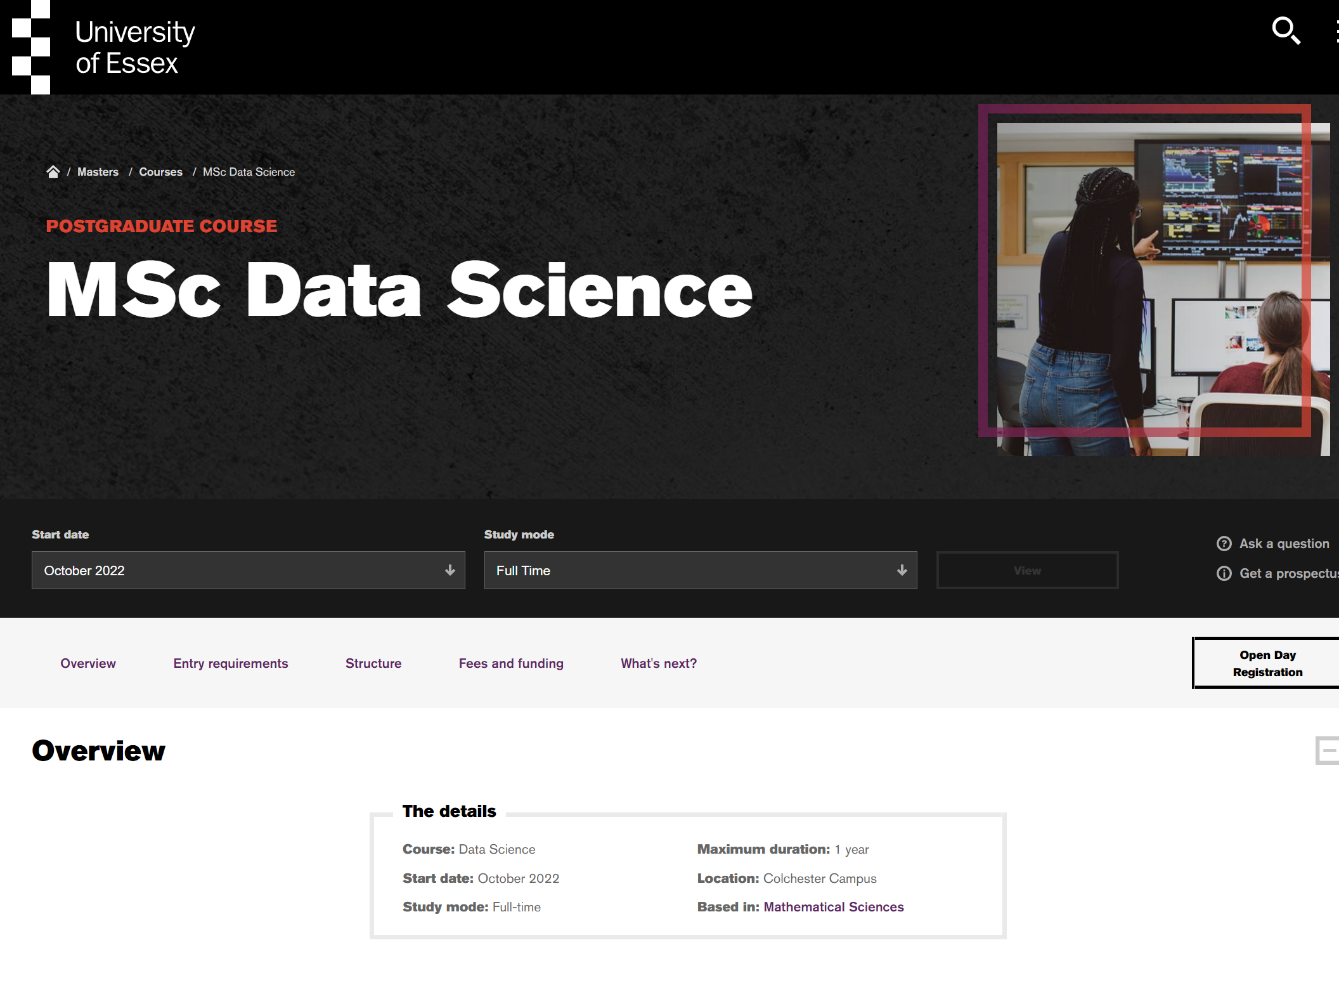 University
of Essex
/ Masters / Courses / MSc Data Science
POSTGRADUATE COURSE
MSc Data Science
Start date
October 2022
Study mode
Full Time
View
Ask a question
Get a prospectus
Overview
Entry requirements
Structure
Fees and funding
What's next?
Open Day
Registration
Overview
The details
Course: Data Science
Start date: October 2022
Study mode: Full-time
Maximum duration: 1 year
Location: Colchester Campus
Based in: Mathematical Sciences